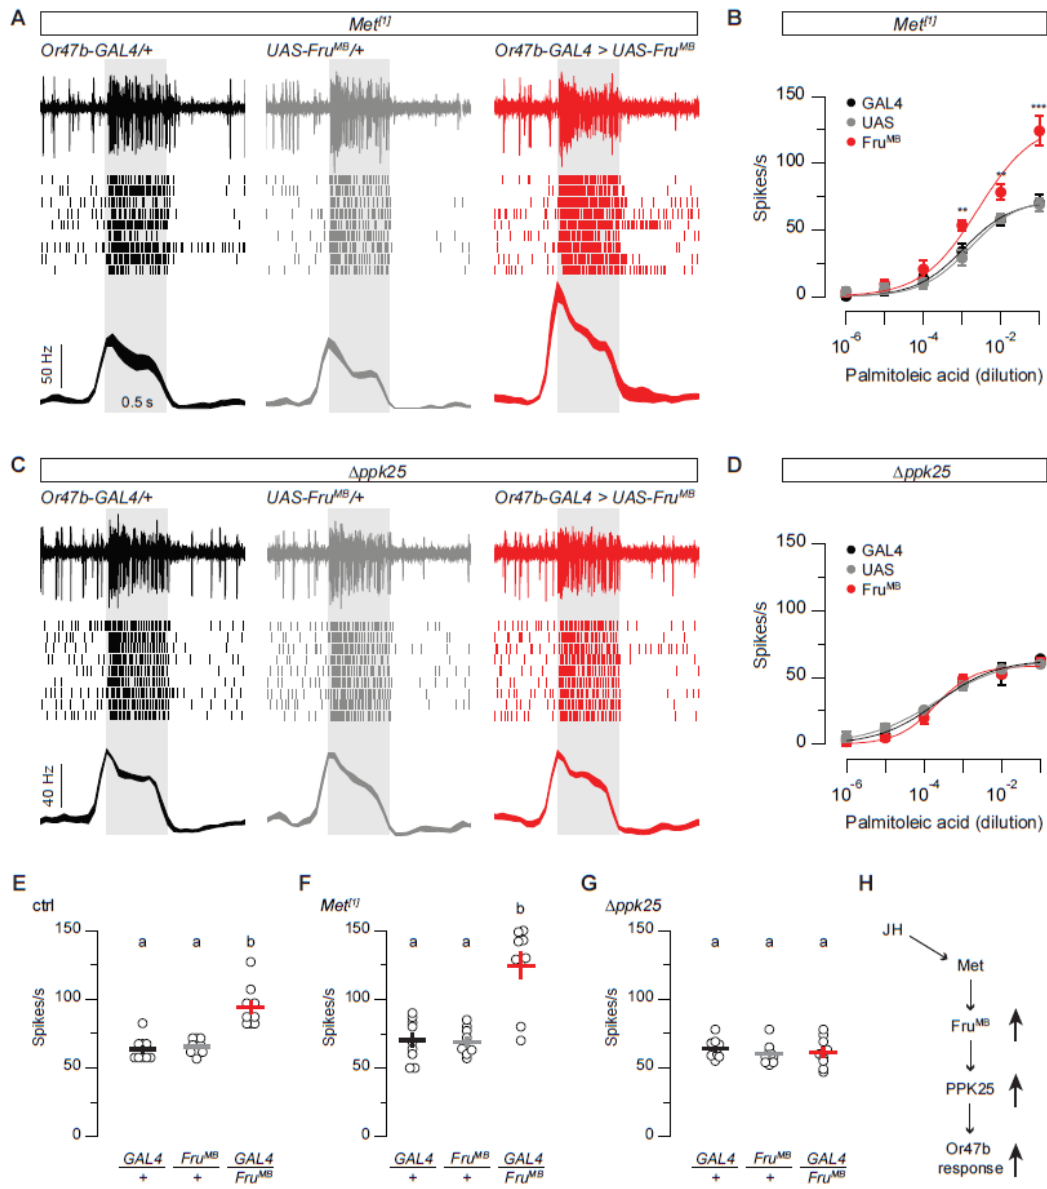 A
Met[1]
Or47b-GAL4/+
UAS-FruMB/+
Or47b-GAL4 > UAS-FruMB
50 Hz
0.5 s
B
Met[1]
150
100
50
0
Spikes/s
GAL4
UAS
FruMB
**
**
***
10-6
10-4
10-2
Palmitoleic acid (dilution)
C
Δppk25
Or47b-GAL4/+
UAS-FruMB/+
Or47b-GAL4 > UAS-FruMB
40 Hz
D
Δppk25
150
100
50
0
Spikes/s
GAL4
UAS
FruMB
10-6
10-4
10-2
Palmitoleic acid (dilution)
E
ctrl
150
100
50
0
Spikes/s
a
a
b
GAL4
+
FruMB
+
GAL4
FruMB
F
Met[1]
150
100
50
0
Spikes/s
a
a
b
GAL4
+
FruMB
+
GAL4
FruMB
G
Δppk25
150
100
50
0
Spikes/s
a
a
a
GAL4
+
FruMB
+
GAL4
FruMB
H
JH
Met
FruMB
PPK25
Or47b
response